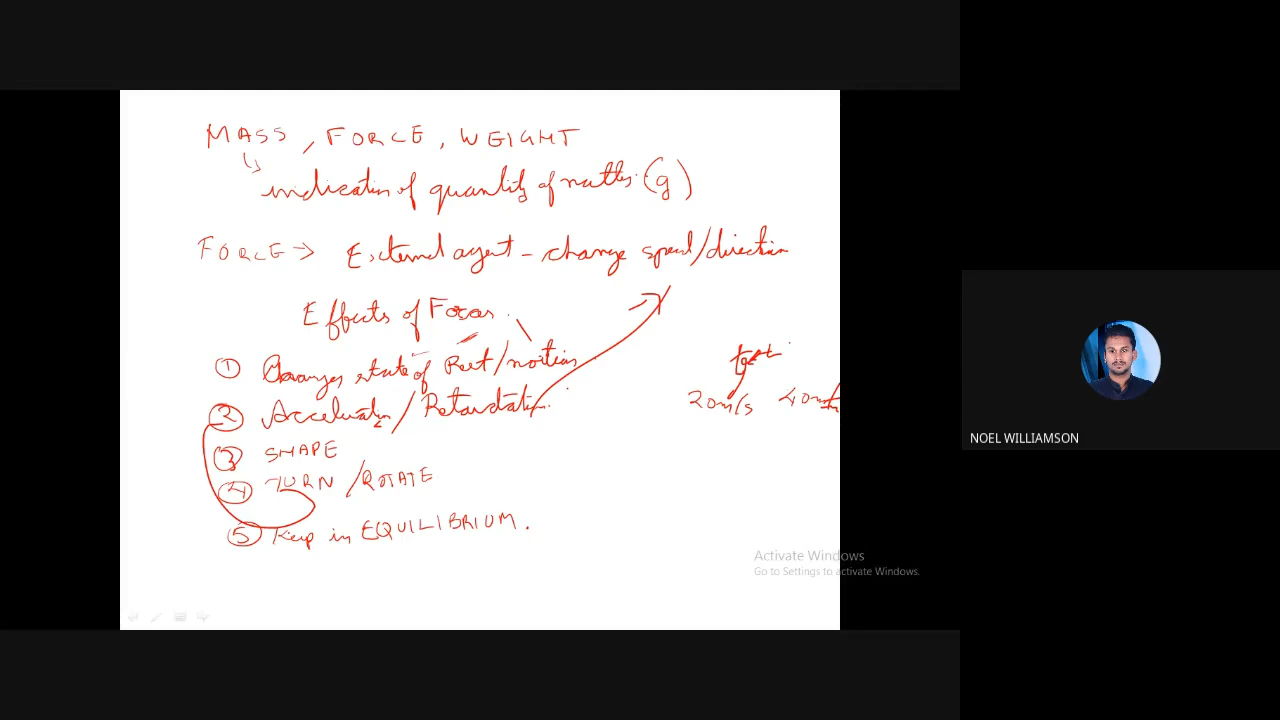 MASS, FORCE, WEIGHT
indication of quantity of matter. (g)
FORCE → External agent - change speed/direction
Effects of Force.
① Changes state of Rest/motion
② Acceleration/Retardation.
③ SHAPE
④ TURN/ROTATE
⑤ Keep in EQUILIBRIUM.
20m/s 40m/s
NOEL WILLIAMSON
Activate Windows
Go to Settings to activate Windows.